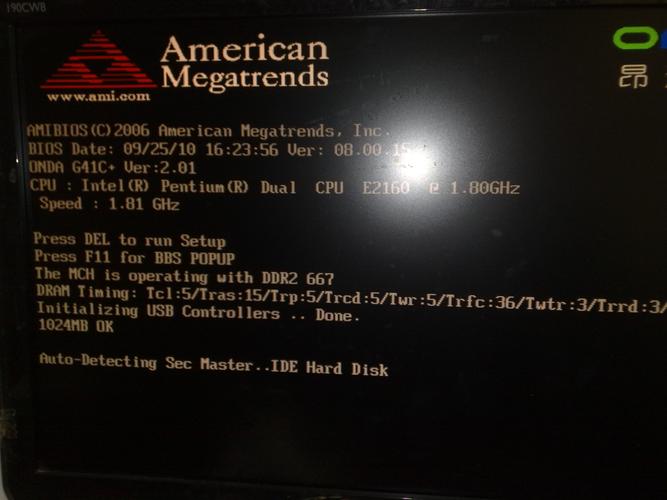 190CW8
American
Megatrends
www.ami.com
昂
AMIBIOS(C)2006 American Megatrends, Inc.
BIOS Date: 09/25/10 16:23:56 Ver: 08.00.15
ONDA G41C+ Ver:2.01
CPU : Intel(R) Pentium(R) Dual CPU E2160 @ 1.80GHz
Speed : 1.81 GHz
Press DEL to run Setup
Press F11 for BBS POPUP
The MCH is operating with DDR2 667
DRAM Timing: Tcl:5/Tras:15/Trp:5/Trcd:5/Twr:5/Trfc:36/Twtr:3/Trrd:3/
Initializing USB Controllers .. Done.
1024MB OK
Auto-Detecting Sec Master..IDE Hard Disk